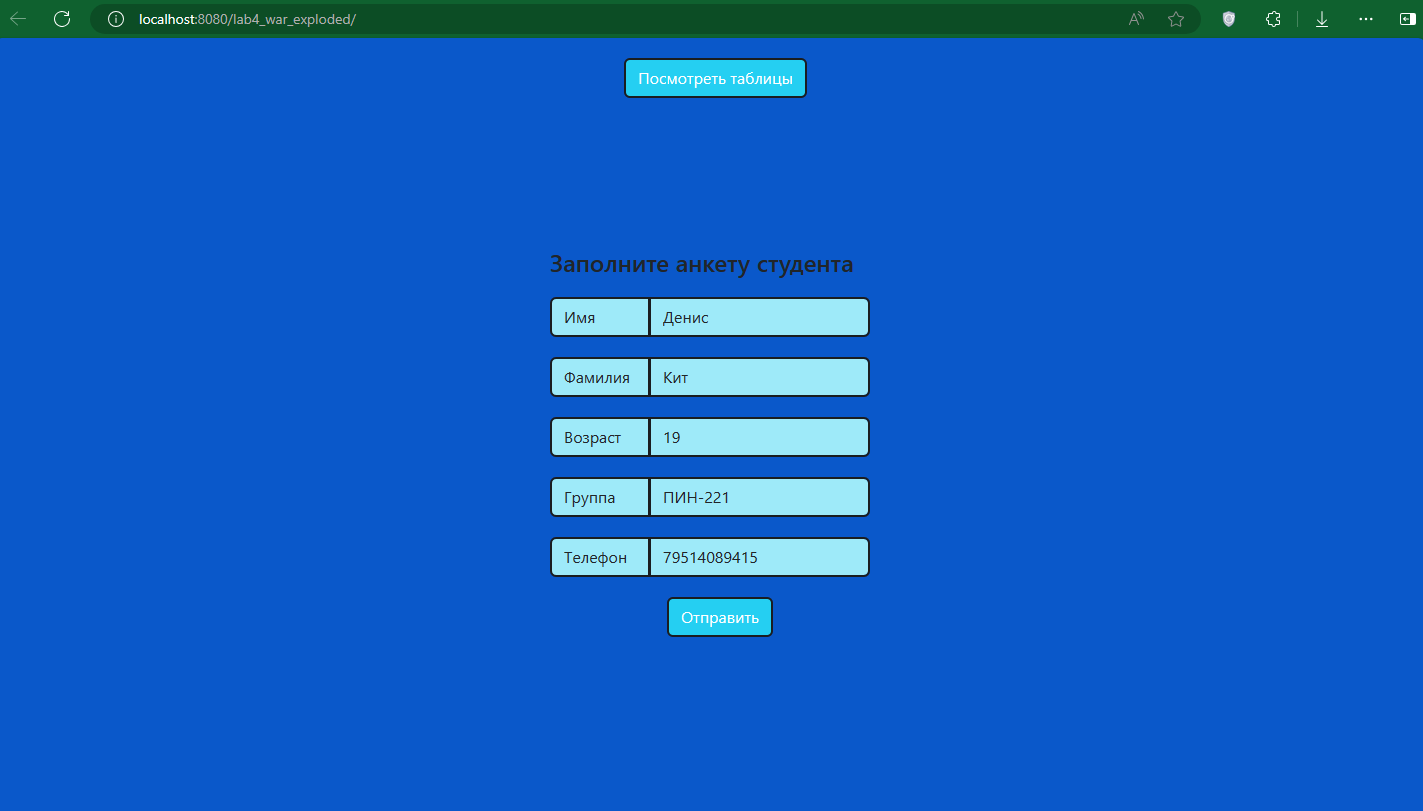 localhost:8080/lab4_war_exploded/
Посмотреть таблицы
Заполните анкету студента
Имя Денис
Фамилия Кит
Возраст 19
Группа ПИН-221
Телефон 79514089415
Отправить